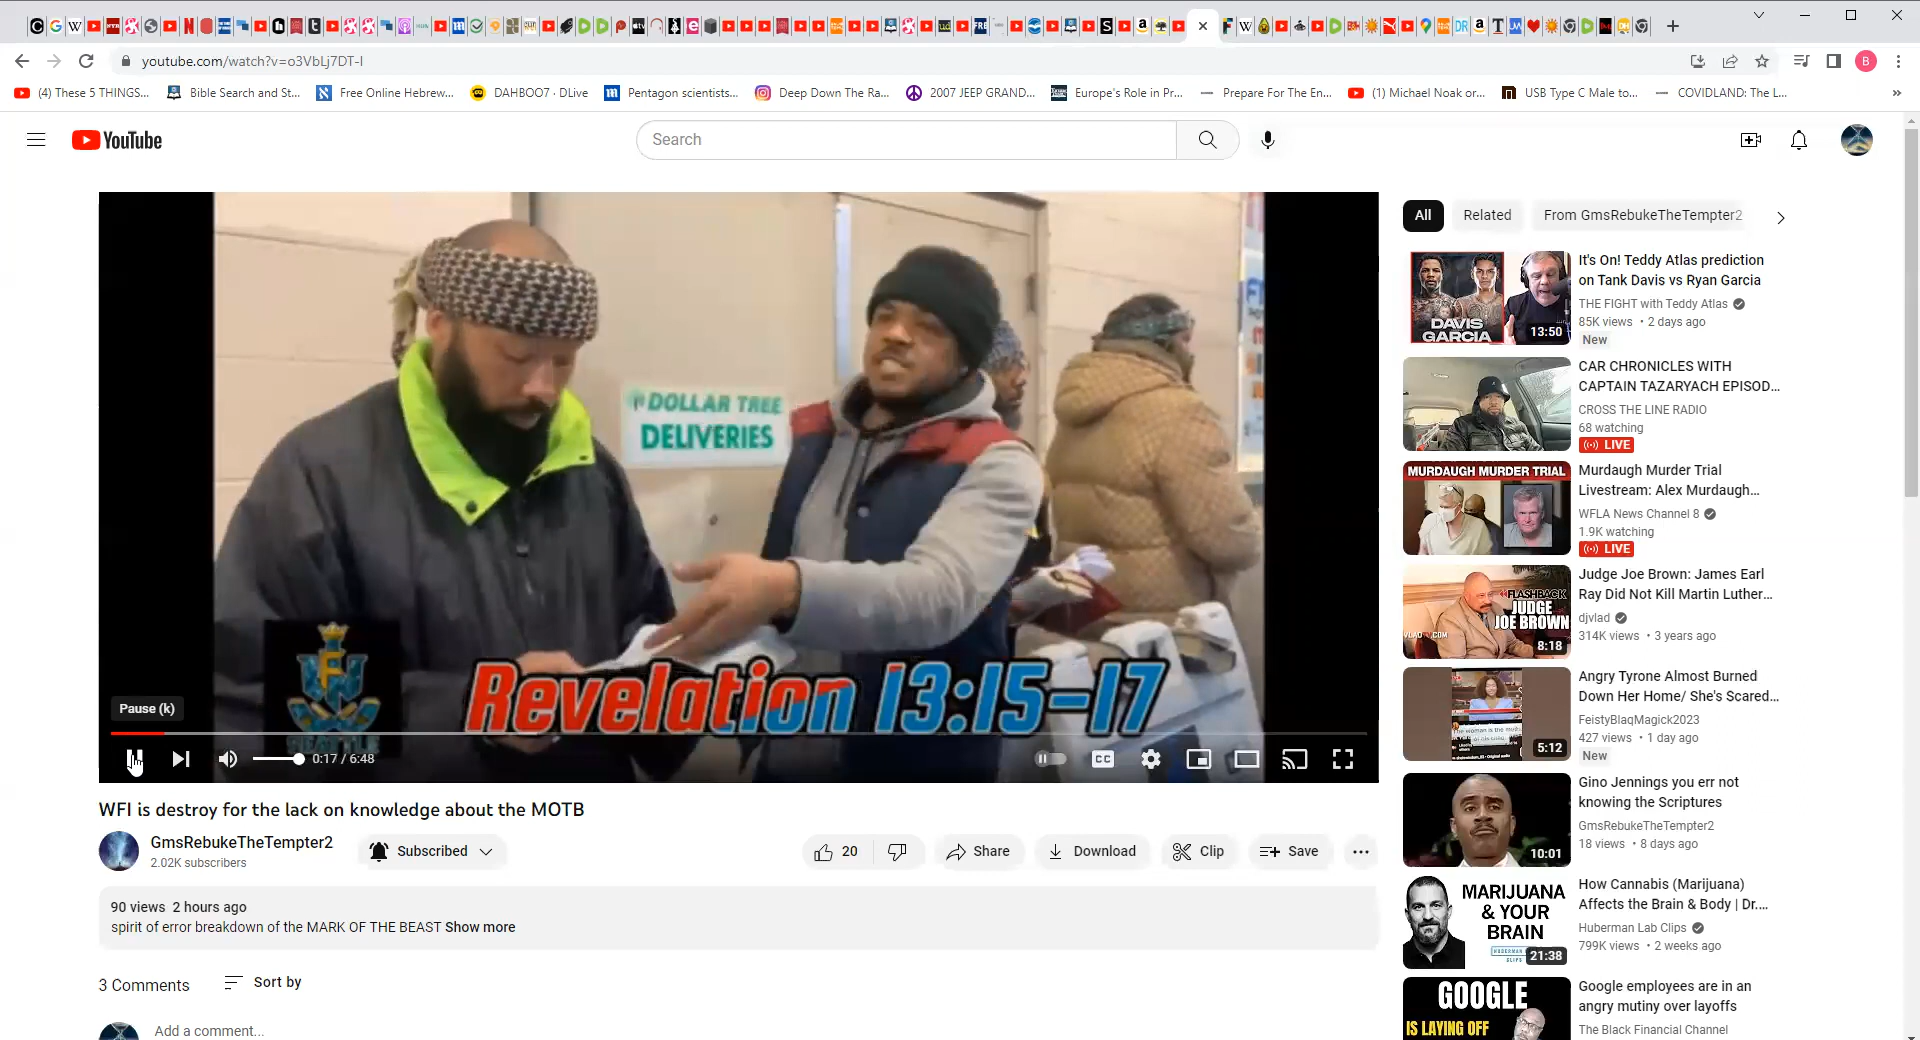 youtube.com/watch?v=o3VbLj7DT-I
B
(4) These 5 THINGS...
Bible Search and St...
Free Online Hebrew...
DAHBOO7 · DLive
Pentagon scientists...
Deep Down The Ra...
2007 JEEP GRAND...
Europe's Role in Pr...
Prepare For The En...
(1) Michael Noak or...
USB Type C Male to...
COVIDLAND: The L...
»
YouTube
Search
DOLLAR TREE
DELIVERIES
Revelation 13:15-17
Pause (k)
0:17 / 6:48
CC
WFI is destroy for the lack on knowledge about the MOTB
GmsRebukeTheTempter2
2.02K subscribers
Subscribed
20
Share
Download
Clip
Save
90 views 2 hours ago
spirit of error breakdown of the MARK OF THE BEAST Show more
3 Comments
Sort by
Add a comment...
All
Related
From GmsRebukeTheTempter2
DAVIS
GARCIA
13:50
It's On! Teddy Atlas prediction
on Tank Davis vs Ryan Garcia
THE FIGHT with Teddy Atlas
85K views • 2 days ago
New
CAR CHRONICLES WITH
CAPTAIN TAZARYACH EPISOD...
CROSS THE LINE RADIO
68 watching
LIVE
MURDAUGH MURDER TRIAL
Murdaugh Murder Trial
Livestream: Alex Murdaugh...
WFLA News Channel 8
1.9K watching
LIVE
FLASHBACK
JUDGE
JOE BROWN
8:18
Judge Joe Brown: James Earl
Ray Did Not Kill Martin Luther...
djvlad
314K views • 3 years ago
5:12
Angry Tyrone Almost Burned
Down Her Home/ She's Scared...
FeistyBlaqMagick2023
427 views • 1 day ago
New
10:01
Gino Jennings you err not
knowing the Scriptures
GmsRebukeTheTempter2
18 views • 8 days ago
MARIJUANA
& YOUR
BRAIN
HUBERMAN
CLIPS
21:38
How Cannabis (Marijuana)
Affects the Brain & Body | Dr....
Huberman Lab Clips
799K views • 2 weeks ago
GOOGLE
IS LAYING OFF
Google employees are in an
angry mutiny over layoffs
The Black Financial Channel